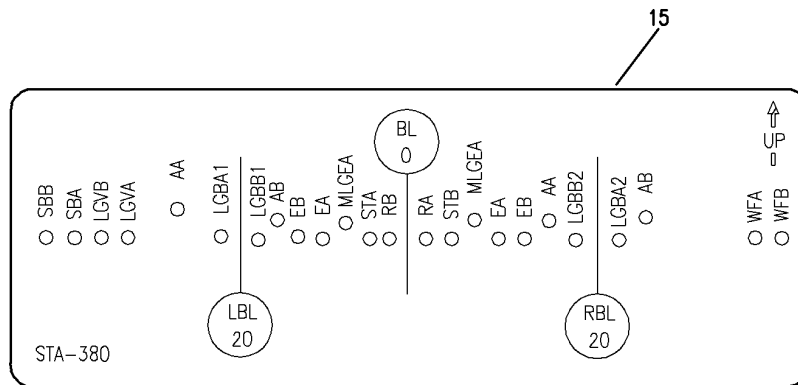 15
BL
0
UP
SBB
SBA
LGVB
LGVA
AA
LGBA1
LGBB1
AB
EB
EA
MLGEA
STA
RB
RA
STB
MLGEA
EA
EB
AA
LGBB2
LGBA2
AB
WFA
WFB
LBL
20
RBL
20
STA-380